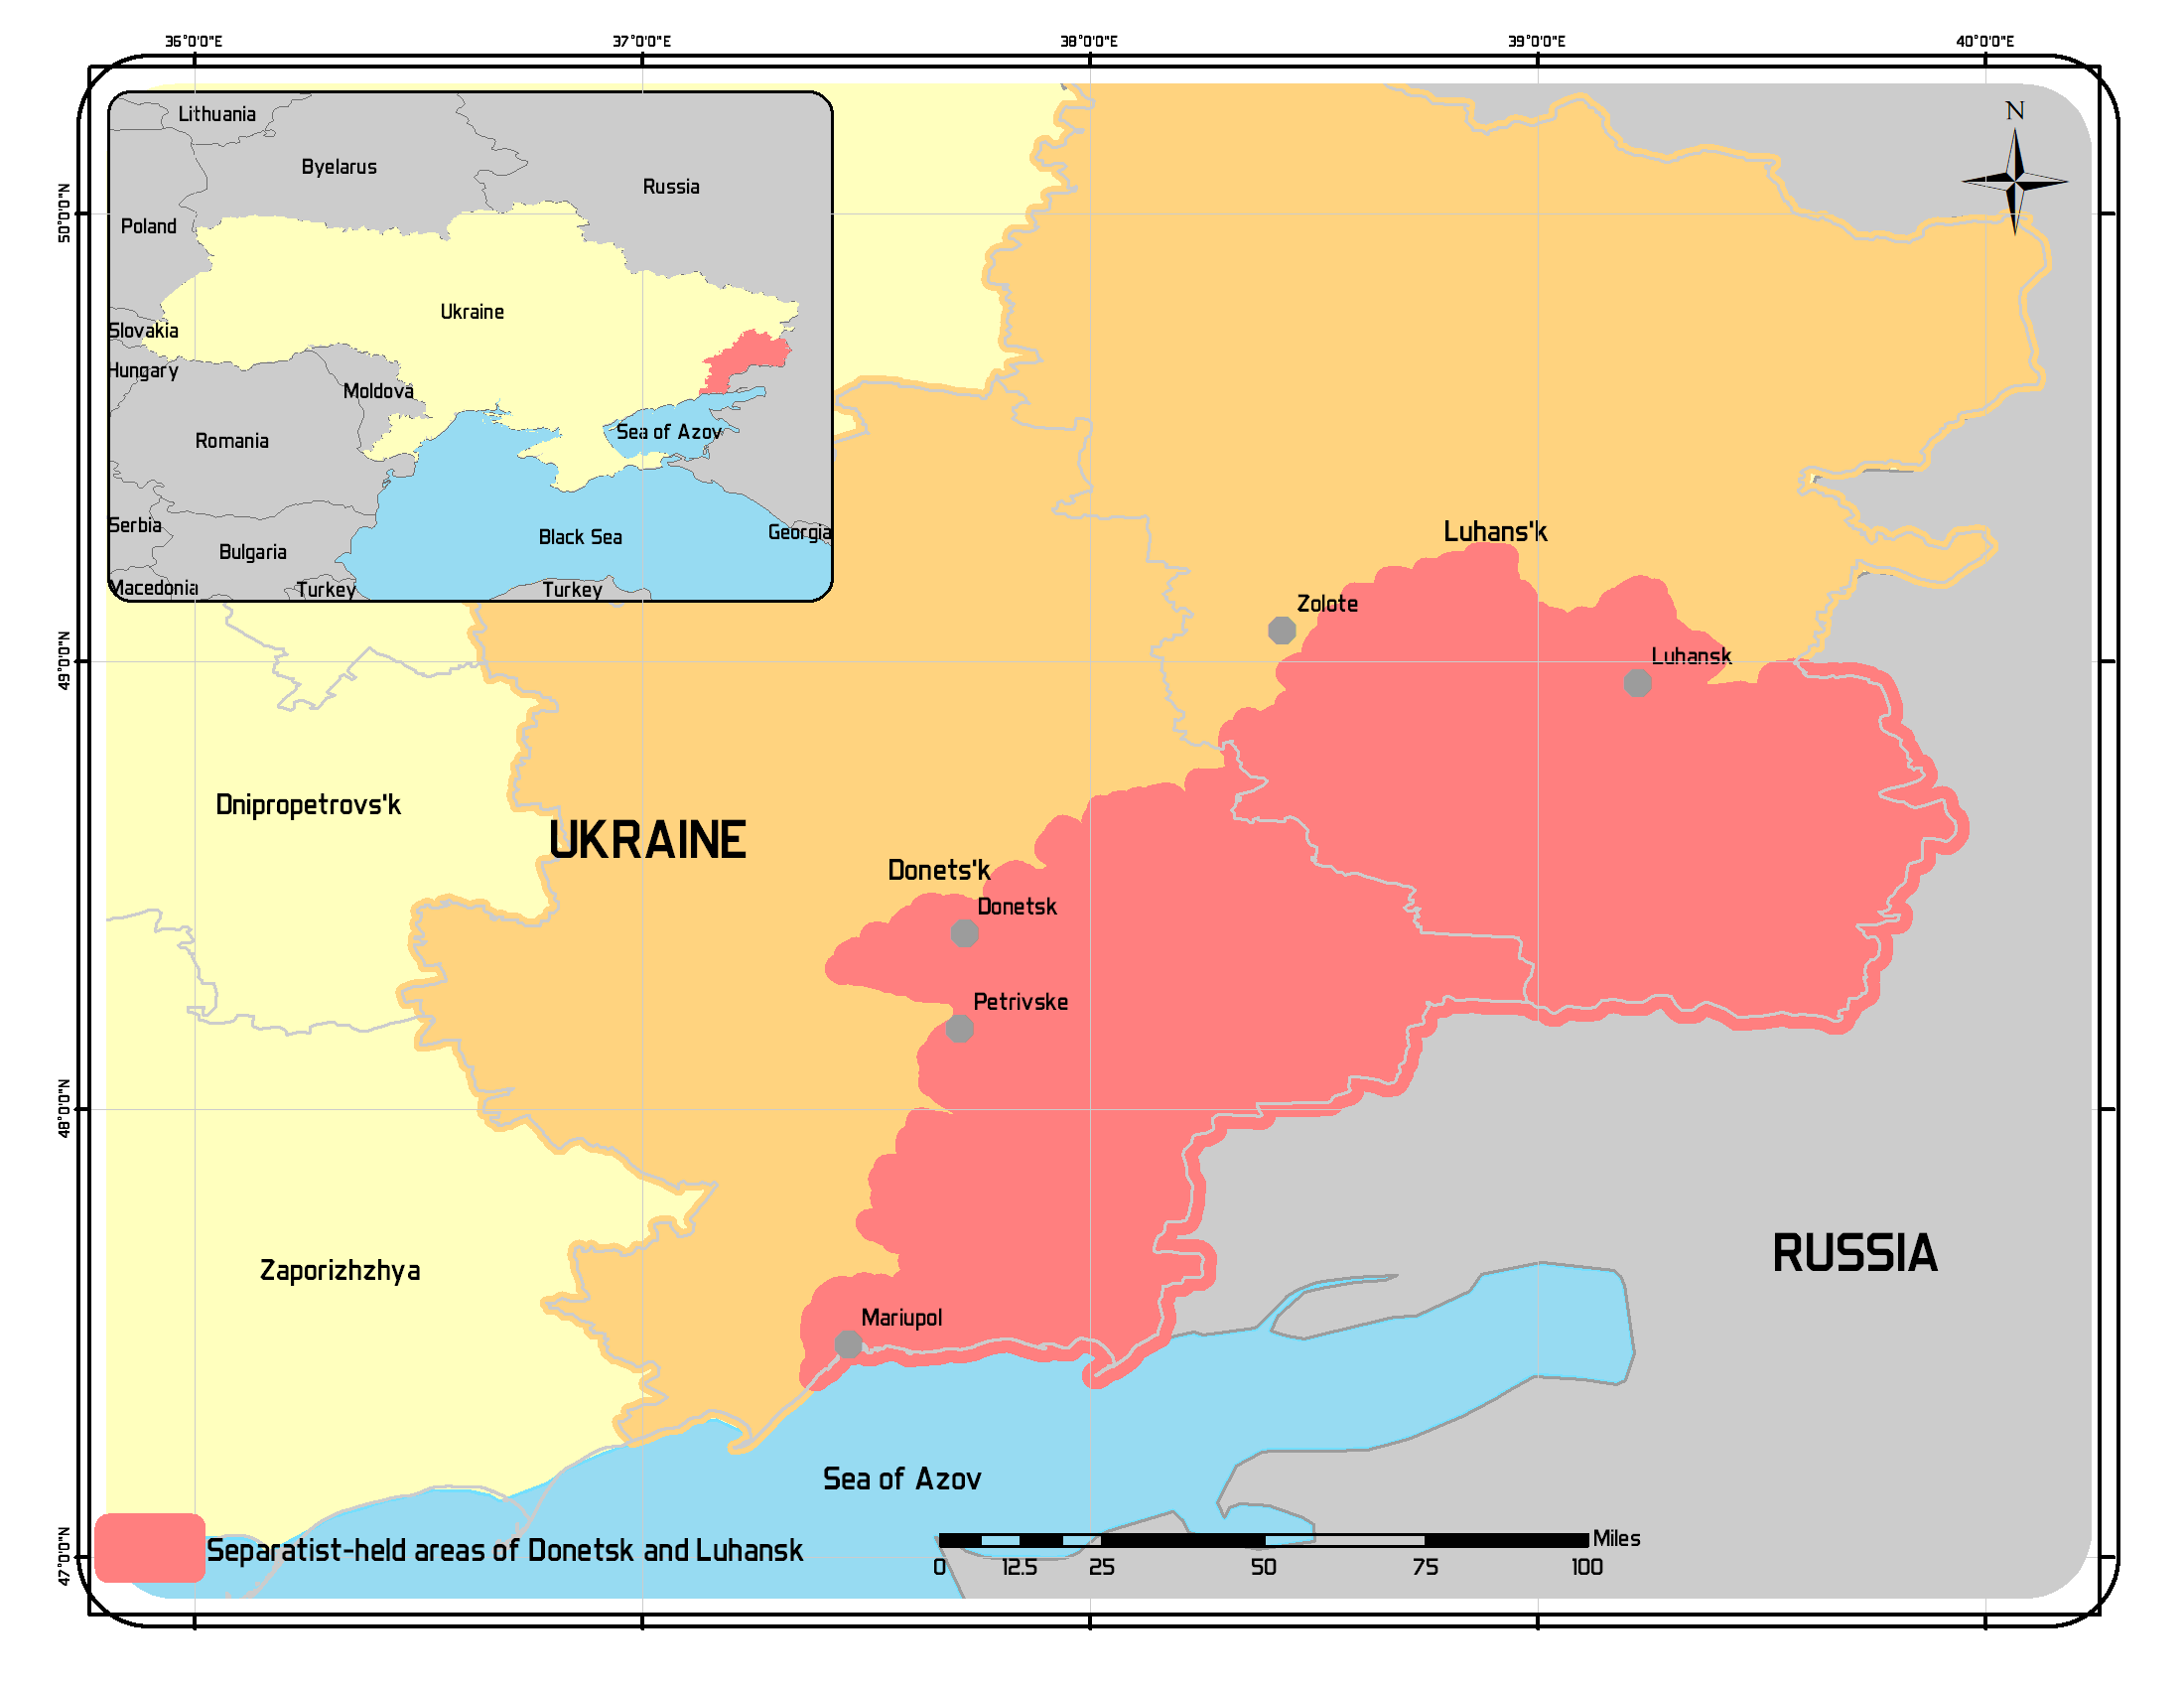 36°0'0"E 37°0'0"E 38°0'0"E 39°0'0"E 40°0'0"E
N
50°0'0"N
49°0'0"N
48°0'0"N
47°0'0"N
Lithuania
Byelarus
Russia
Poland
Ukraine
Slovakia
Hungary
Moldova
Romania
Sea of Azov
Serbia
Black Sea
Georgia
Bulgaria
Macedonia
Turkey
Turkey
Luhans'k
Zolote
Luhansk
Dnipropetrovs'k
UKRAINE
Donets'k
Donetsk
Petrivske
RUSSIA
Zaporizhzhya
Mariupol
Sea of Azov
Separatist-held areas of Donetsk and Luhansk
Miles
0 12.5 25 50 75 100